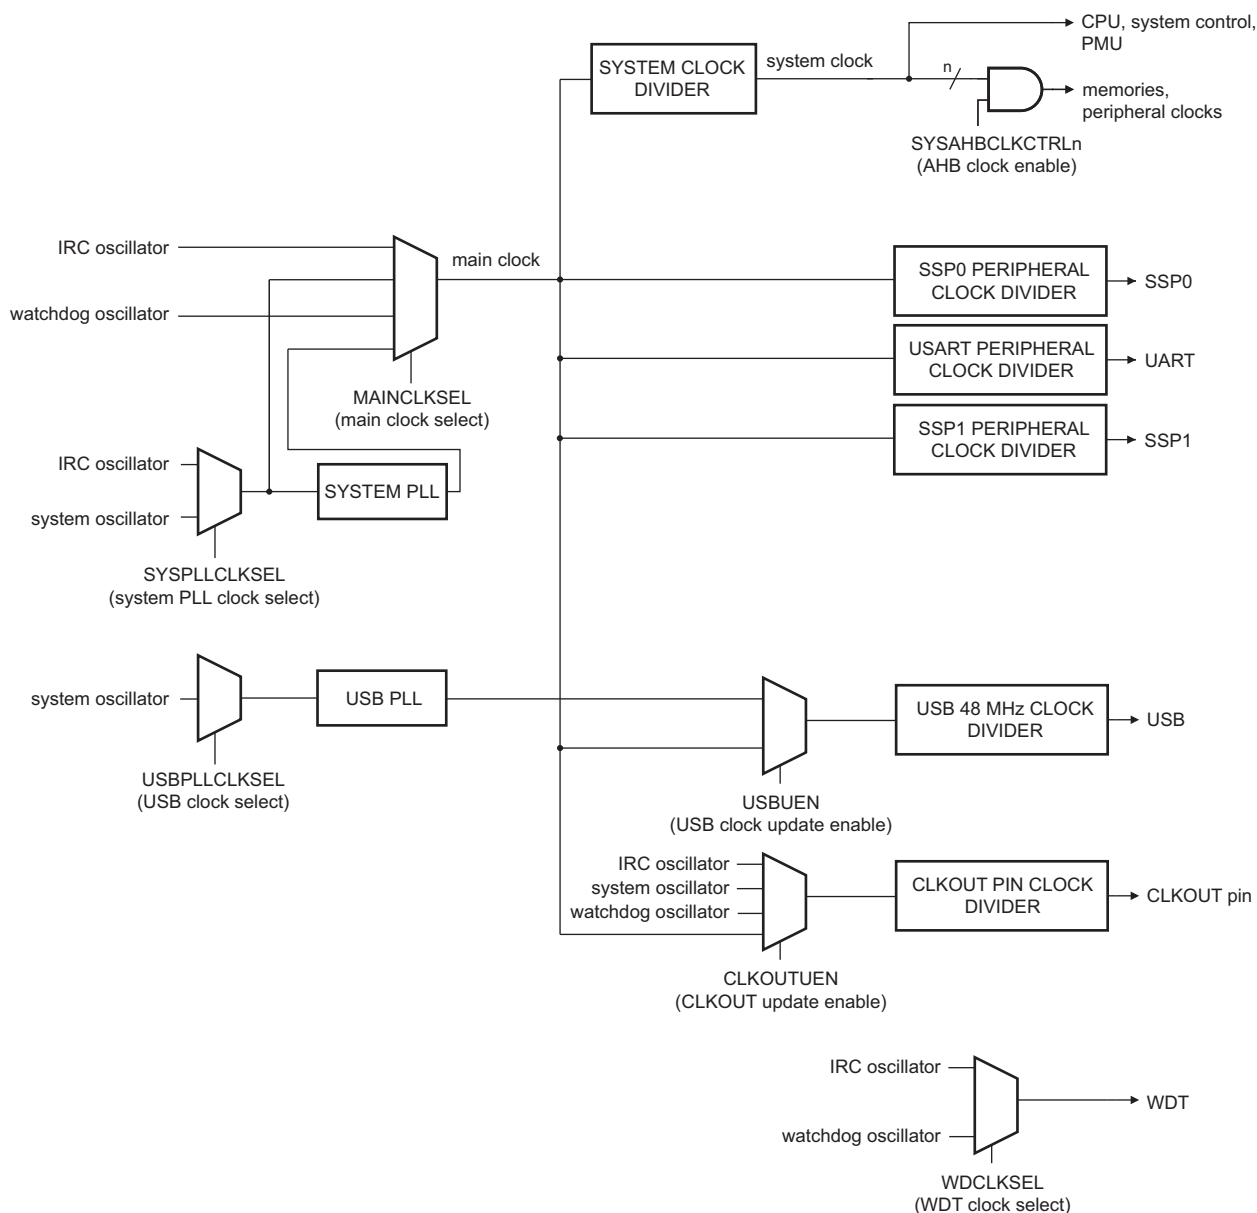 CPU, system control,
PMU
SYSTEM CLOCK
DIVIDER
system clock
n
memories,
peripheral clocks
SYSAHBCLKCTRLn
(AHB clock enable)
IRC oscillator
watchdog oscillator
main clock
MAINCLKSEL
(main clock select)
SSP0 PERIPHERAL
CLOCK DIVIDER
SSP0
USART PERIPHERAL
CLOCK DIVIDER
UART
SSP1 PERIPHERAL
CLOCK DIVIDER
SSP1
IRC oscillator
system oscillator
SYSTEM PLL
SYSPLLCLKSEL
(system PLL clock select)
system oscillator
USB PLL
USBPLLCLKSEL
(USB clock select)
USB 48 MHz CLOCK
DIVIDER
USB
USBUEN
(USB clock update enable)
IRC oscillator
system oscillator
watchdog oscillator
CLKOUT PIN CLOCK
DIVIDER
CLKOUT pin
CLKOUTUEN
(CLKOUT update enable)
IRC oscillator
watchdog oscillator
WDT
WDCLKSEL
(WDT clock select)